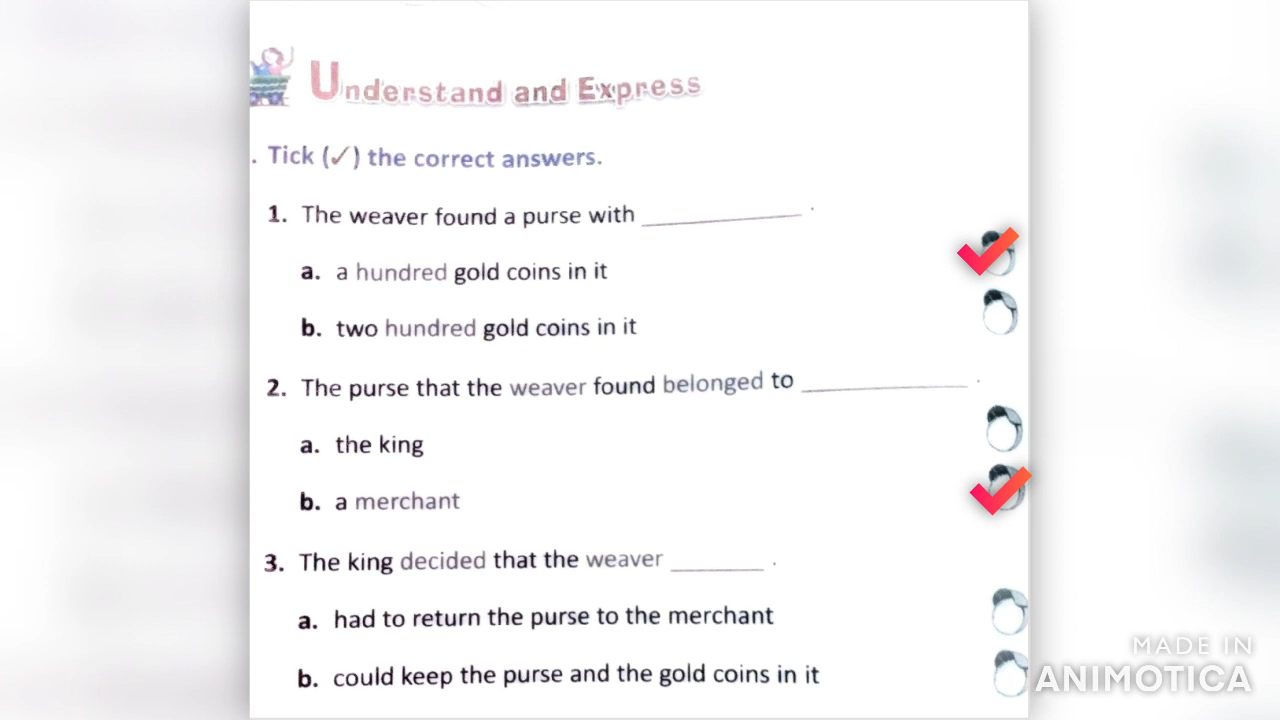 Understand and Express
. Tick (✓) the correct answers.
1. The weaver found a purse with ____________ .
a. a hundred gold coins in it
b. two hundred gold coins in it
2. The purse that the weaver found belonged to ____________ .
a. the king
b. a merchant
3. The king decided that the weaver _______ .
a. had to return the purse to the merchant
b. could keep the purse and the gold coins in it
MADE IN
ANIMOTICA